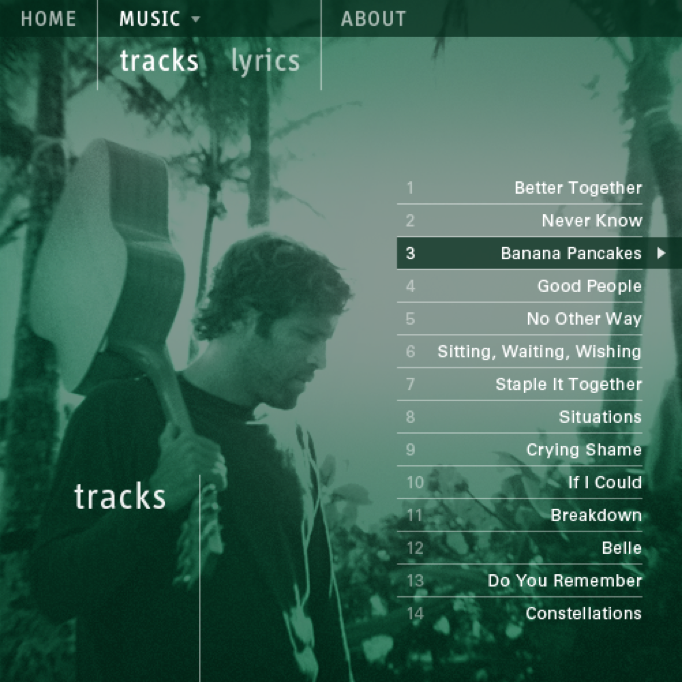 HOME MUSIC ABOUT
tracks lyrics
1 Better Together
2 Never Know
3 Banana Pancakes
4 Good People
5 No Other Way
6 Sitting, Waiting, Wishing
7 Staple It Together
8 Situations
9 Crying Shame
10 If I Could
tracks
11 Breakdown
12 Belle
13 Do You Remember
14 Constellations